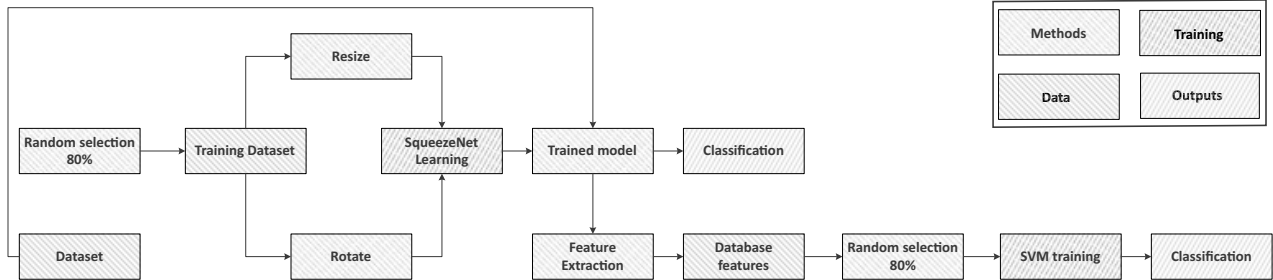 Methods
Training
Data
Outputs
Resize
Random selection
80%
Training Dataset
SqueezeNet
Learning
Trained model
Classification
Dataset
Rotate
Feature
Extraction
Database
features
Random selection
80%
SVM training
Classification